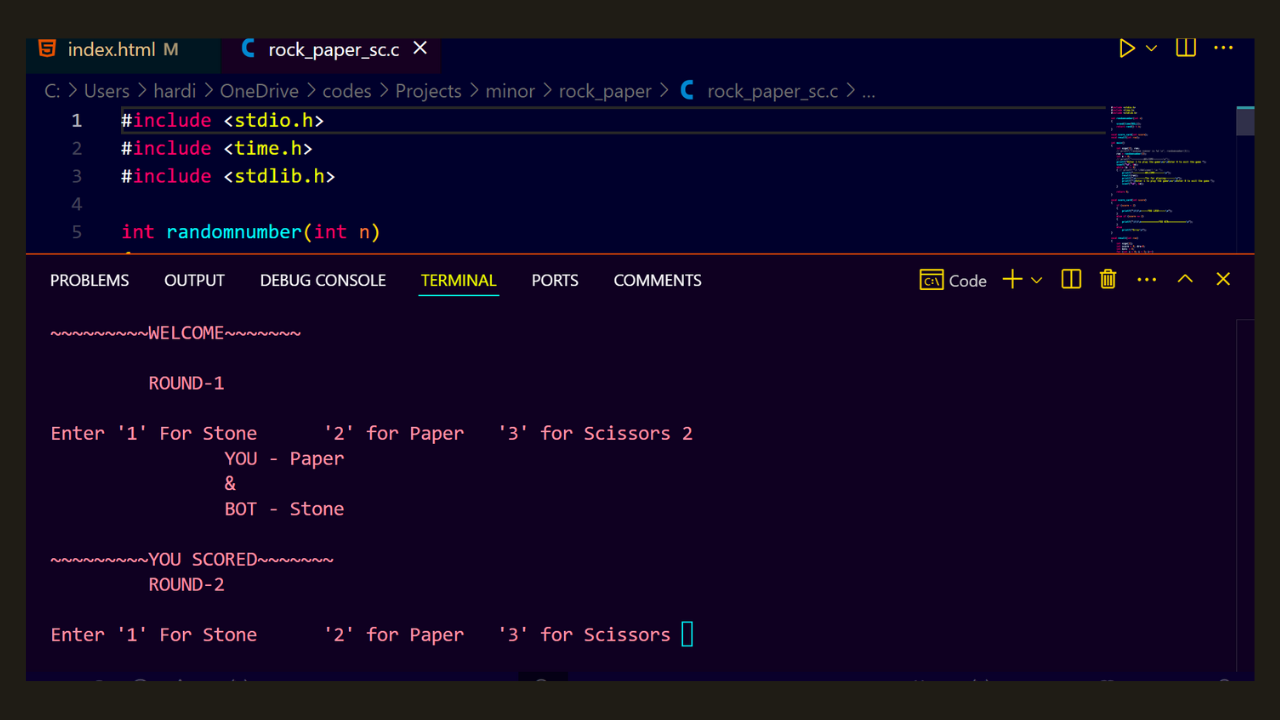 index.html M rock_paper_sc.c
C: > Users > hardi > OneDrive > codes > Projects > minor > rock_paper > C rock_paper_sc.c > ...
1 #include <stdio.h>
2 #include <time.h>
3 #include <stdlib.h>
4
5 int randomnumber(int n)
PROBLEMS OUTPUT DEBUG CONSOLE TERMINAL PORTS COMMENTS Code
~~~~~~~~~WELCOME~~~~~~~
ROUND-1
Enter '1' For Stone '2' for Paper '3' for Scissors 2
YOU - Paper
&
BOT - Stone
~~~~~~~~~YOU SCORED~~~~~~~
ROUND-2
Enter '1' For Stone '2' for Paper '3' for Scissors